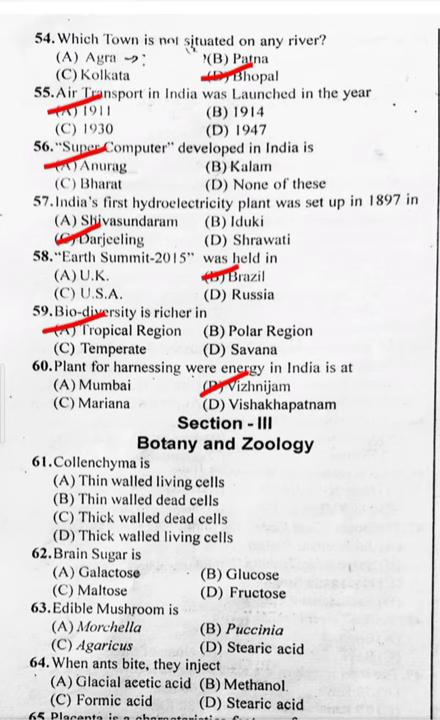 54. Which Town is not situated on any river?
(A) Agra (B) Patna
(C) Kolkata (D) Bhopal
55. Air Transport in India was Launched in the year
(A) 1911 (B) 1914
(C) 1930 (D) 1947
56. "Super Computer" developed in India is
(A) Anurag (B) Kalam
(C) Bharat (D) None of these
57. India's first hydroelectricity plant was set up in 1897 in
(A) Shivasundaram (B) Iduki
(C) Darjeeling (D) Shrawati
58. "Earth Summit-2015" was held in
(A) U.K. (B) Brazil
(C) U.S.A. (D) Russia
59. Bio-diversity is richer in
(A) Tropical Region (B) Polar Region
(C) Temperate (D) Savana
60. Plant for harnessing were energy in India is at
(A) Mumbai (B) Vizhnijam
(C) Mariana (D) Vishakhapatnam
Section - III
Botany and Zoology
61. Collenchyma is
(A) Thin walled living cells
(B) Thin walled dead cells
(C) Thick walled dead cells
(D) Thick walled living cells
62. Brain Sugar is
(A) Galactose (B) Glucose
(C) Maltose (D) Fructose
63. Edible Mushroom is
(A) Morchella (B) Puccinia
(C) Agaricus (D) Stearic acid
64. When ants bite, they inject
(A) Glacial acetic acid (B) Methanol.
(C) Formic acid (D) Stearic acid
65 Placenta is a